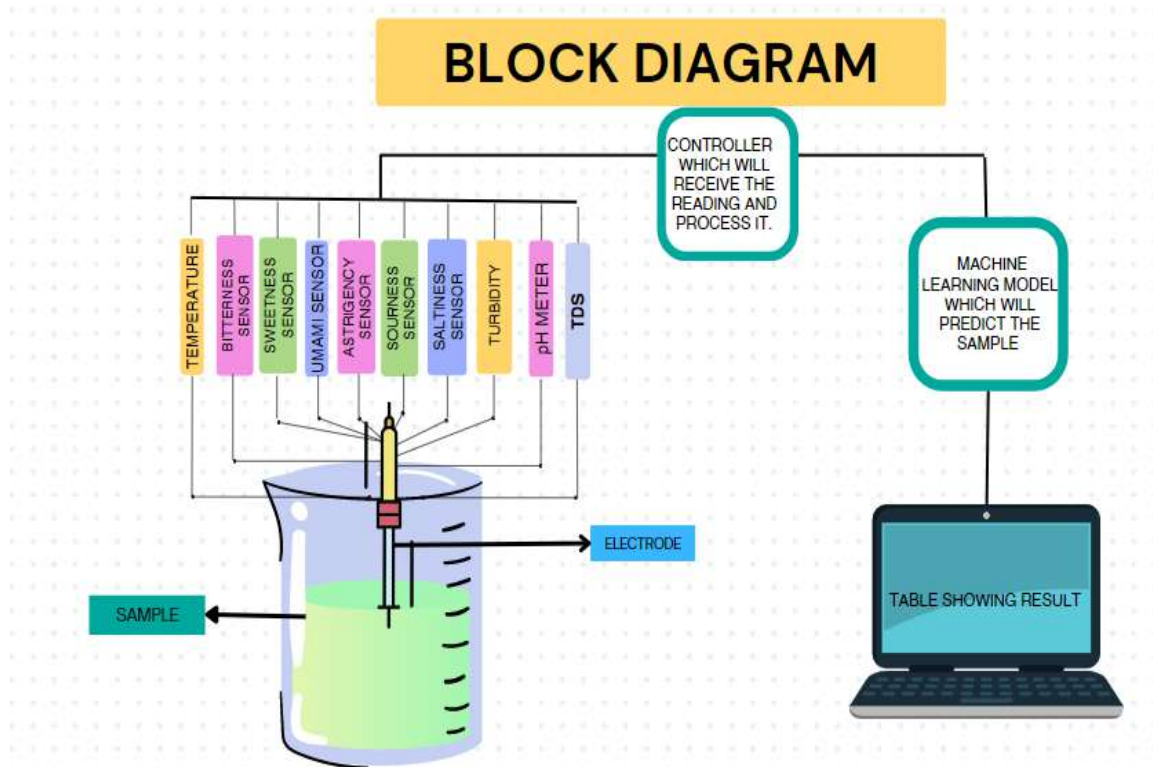 BLOCK DIAGRAM
CONTROLLER
WHICH WILL
RECEIVE THE
READING AND
PROCESS IT.
TEMPERATURE
BITTERNESS
SENSOR
SWEETNESS
SENSOR
UMAMI SENSOR
ASTRIGENCY
SENSOR
SOURNESS
SENSOR
SALTINESS
SENSOR
TURBIDITY
pH METER
TDS
MACHINE
LEARNING MODEL
WHICH WILL
PREDICT THE
SAMPLE
ELECTRODE
SAMPLE
TABLE SHOWING RESULT